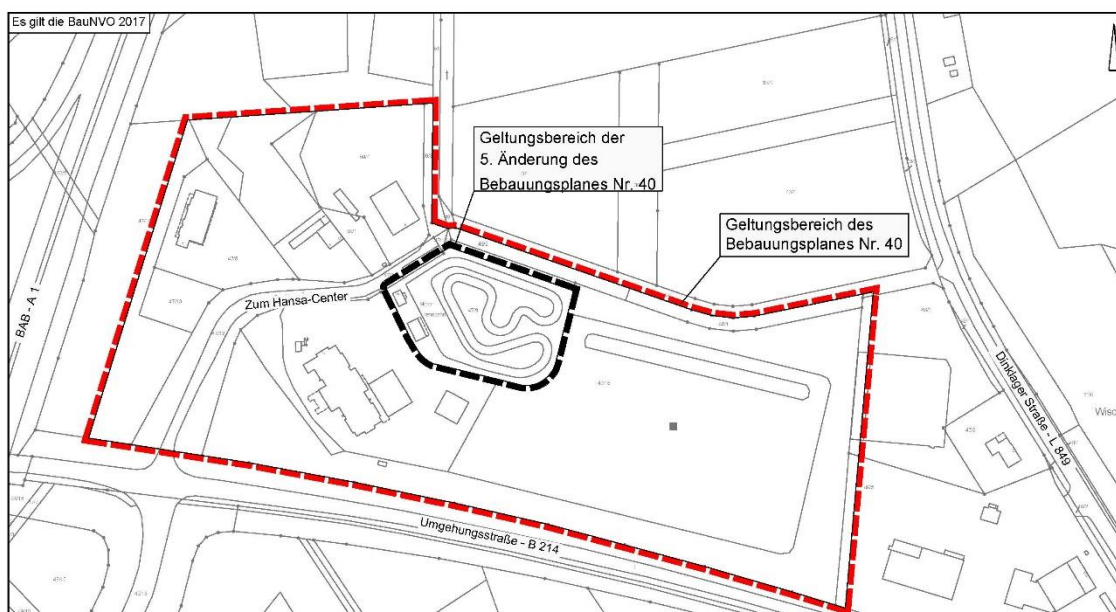 Es gilt die BauNVO 2017
Geltungsbereich der
5. Änderung des
Bebauungsplanes Nr. 40
Geltungsbereich des
Bebauungsplanes Nr. 40
Zum Hansa-Center
BAB - A 1
Dinklager Straße - L 849
Umgehungsstraße - B 214